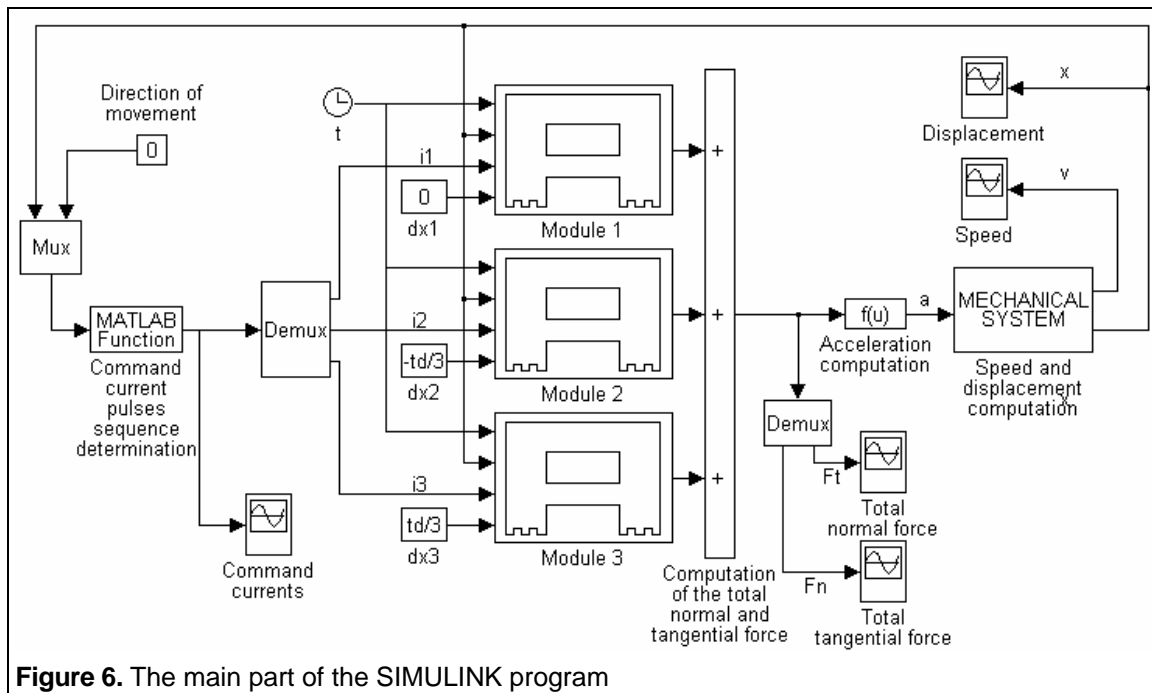 Direction of
movement
0
Mux
MATLAB
Function
Command
current
pulses
sequence
determination
Command
currents
Demux
t
i1
0
dx1
Module 1
i2
-td/3
dx2
Module 2
i3
td/3
dx3
Module 3
+
+
+
Computation
of the total
normal and
tangential force
f(u)
Acceleration
computation
a
MECHANICAL
SYSTEM
Speed and
displacement
computation
x
x
Displacement
v
Speed
Demux
Ft
Total
normal force
Fn
Total
tangential force
Figure 6. The main part of the SIMULINK program